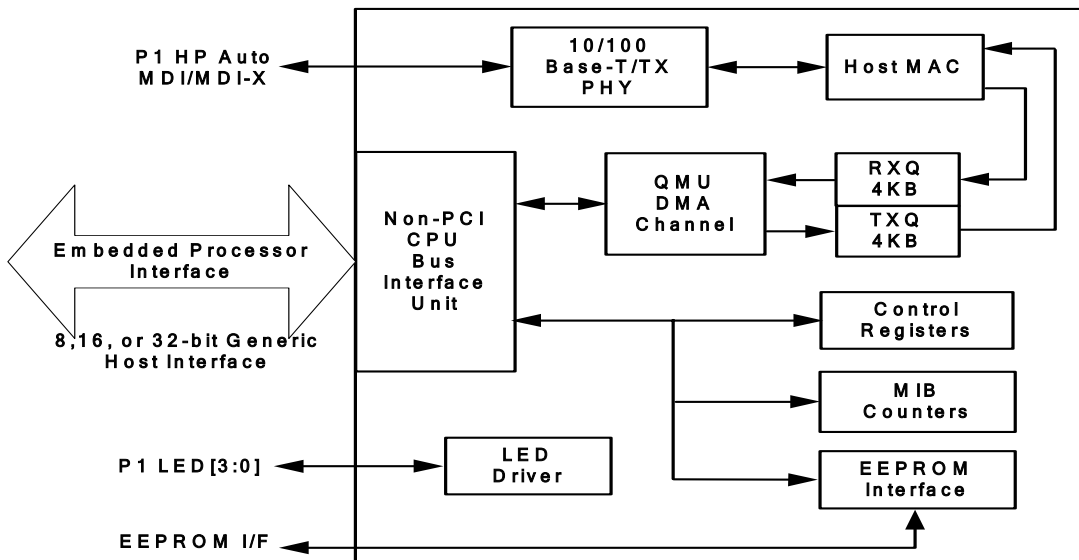 P1 HP Auto
MDI/MDI-X
10/100
Base-T/TX
PHY
Host MAC
Non-PCI
CPU
Bus
Interface
Unit
QMU
DMA
Channel
RXQ
4KB
TXQ
4KB
Embedded Processor
Interface
8,16, or 32-bit Generic
Host Interface
Control
Registers
MIB
Counters
P1 LED[3:0]
LED
Driver
EEPROM
Interface
EEPROM I/F